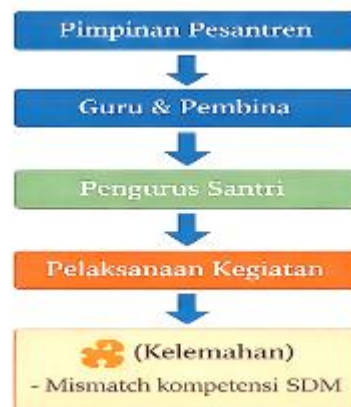 Pimpinan Pesantren
Guru & Pembina
Pengurus Santri
Pelaksanaan Kegiatan
(Kelemahan)
- Mismatch kompetensi SDM